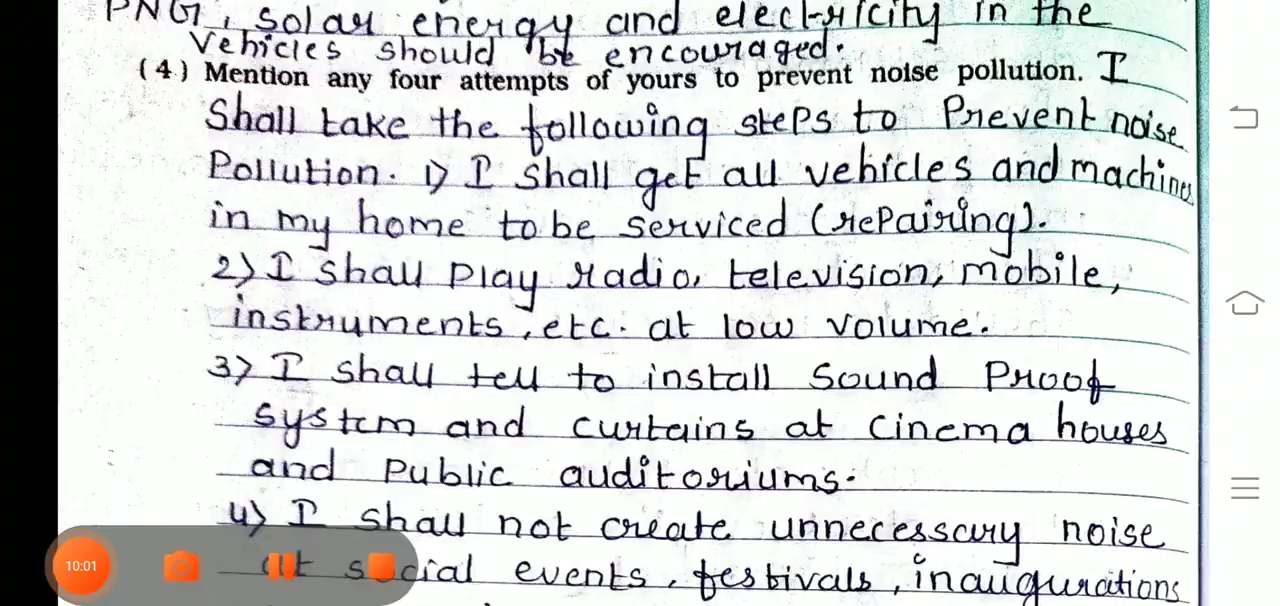 PNG, solar energy and electricity in the
Vehicles should be encouraged.
(4) Mention any four attempts of yours to prevent noise pollution. I
Shall take the following steps to Prevent noise
Pollution. 1) I shall get all vehicles and machines
in my home to be serviced (repairing).
2) I shall Play radio, television, mobile,
instruments, etc. at low volume.
3) I shall tell to install Sound Proof
system and curtains at cinema houses
and Public auditoriums.
4) I shall not create unnecessary noise
at social events, festivals, inaugurations
10:01